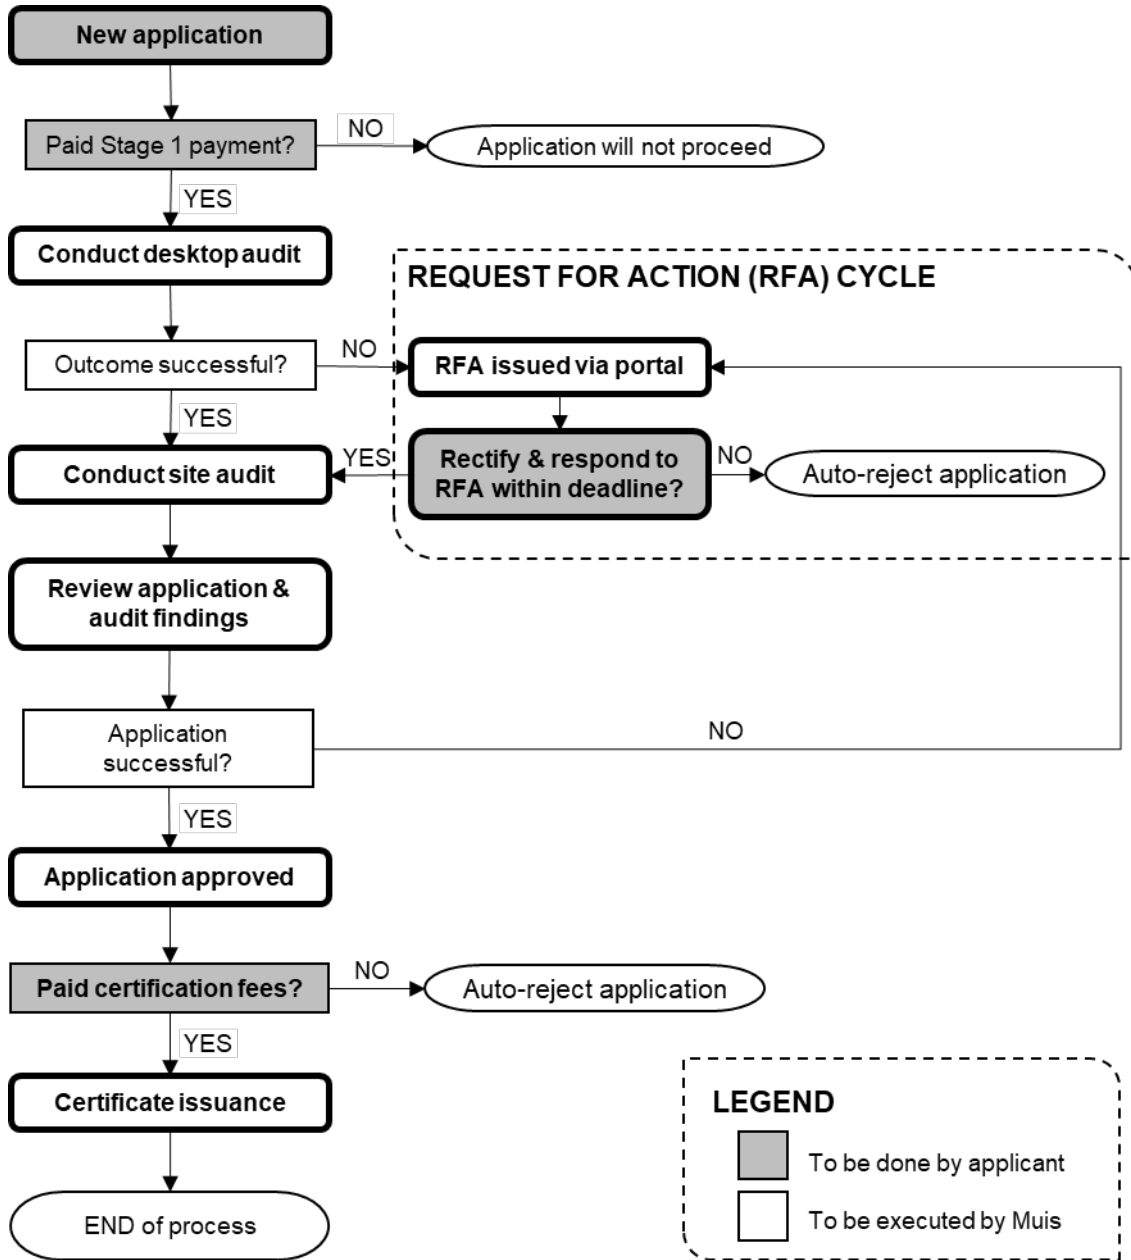 New application
Paid Stage 1 payment?
NO
Application will not proceed
YES
Conduct desktop audit
REQUEST FOR ACTION (RFA) CYCLE
Outcome successful?
NO
RFA issued via portal
YES
Conduct site audit
YES
Rectify & respond to
RFA within deadline?
NO
Auto-reject application
Review application &
audit findings
Application
successful?
NO
YES
Application approved
Paid certification fees?
NO
Auto-reject application
YES
Certificate issuance
END of process
LEGEND
To be done by applicant
To be executed by Muis